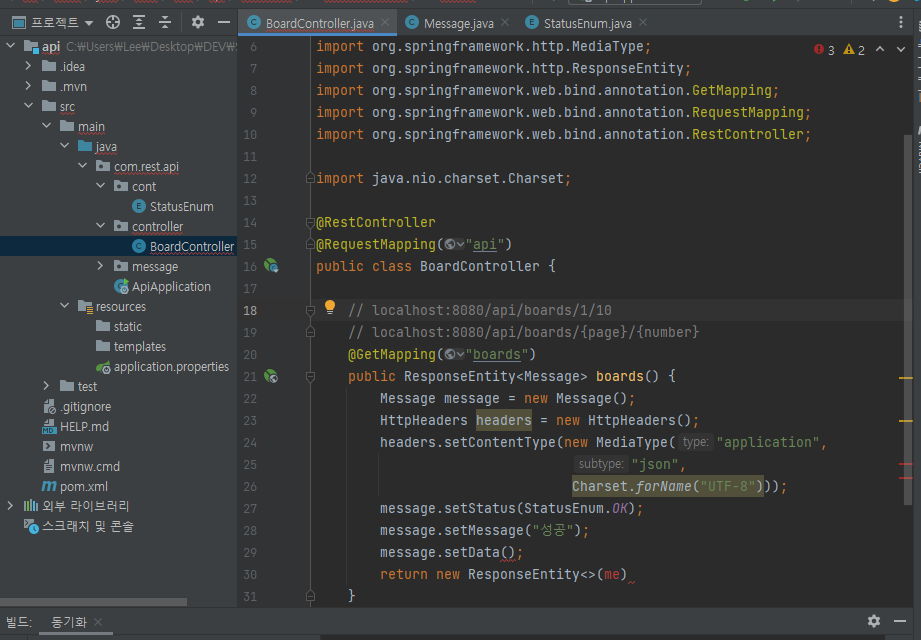 프로젝트
BoardController.java
Message.java
StatusEnum.java
api C:\Users\Lee\Desktop\DEV\
.idea
.mvn
src
main
java
com.rest.api
cont
StatusEnum
controller
BoardController
message
ApiApplication
resources
static
templates
application.properties
test
.gitignore
HELP.md
mvnw
mvnw.cmd
pom.xml
외부 라이브러리
스크래치 및 콘솔
3 2
6 import org.springframework.http.MediaType;
7 import org.springframework.http.ResponseEntity;
8 import org.springframework.web.bind.annotation.GetMapping;
9 import org.springframework.web.bind.annotation.RequestMapping;
10 import org.springframework.web.bind.annotation.RestController;
11
12 import java.nio.charset.Charset;
13
14 @RestController
15 @RequestMapping("api")
16 public class BoardController {
17
18 // localhost:8080/api/boards/1/10
19 // localhost:8080/api/boards/{page}/{number}
20 @GetMapping("boards")
21 public ResponseEntity<Message> boards() {
22 Message message = new Message();
23 HttpHeaders headers = new HttpHeaders();
24 headers.setContentType(new MediaType( type: "application",
25 subtype: "json",
26 Charset.forName("UTF-8")));
27 message.setStatus(StatusEnum.OK);
28 message.setMessage("성공");
29 message.setData();
30 return new ResponseEntity<>(me)
31 }
빌드: 동기화